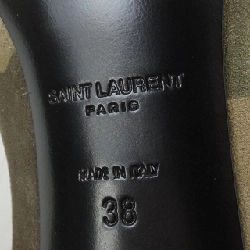 SAINT LAURENT
PARIS
MADE IN ITALY
38